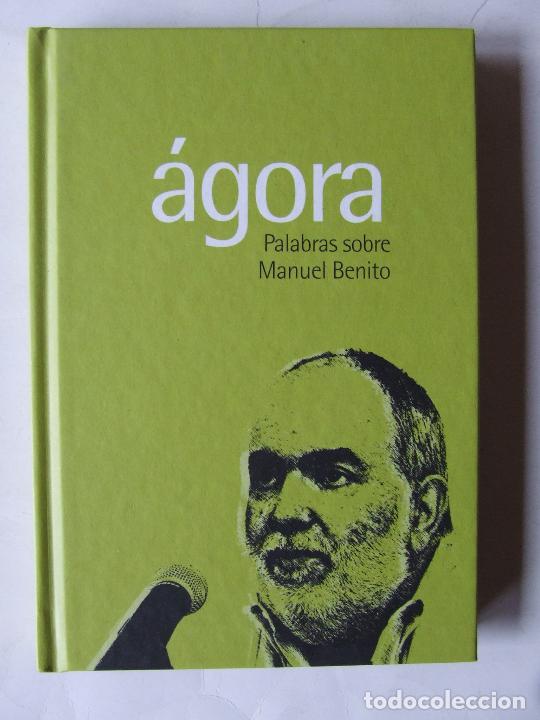 ágora
Palabras sobre
Manuel Benito
todocoleccion